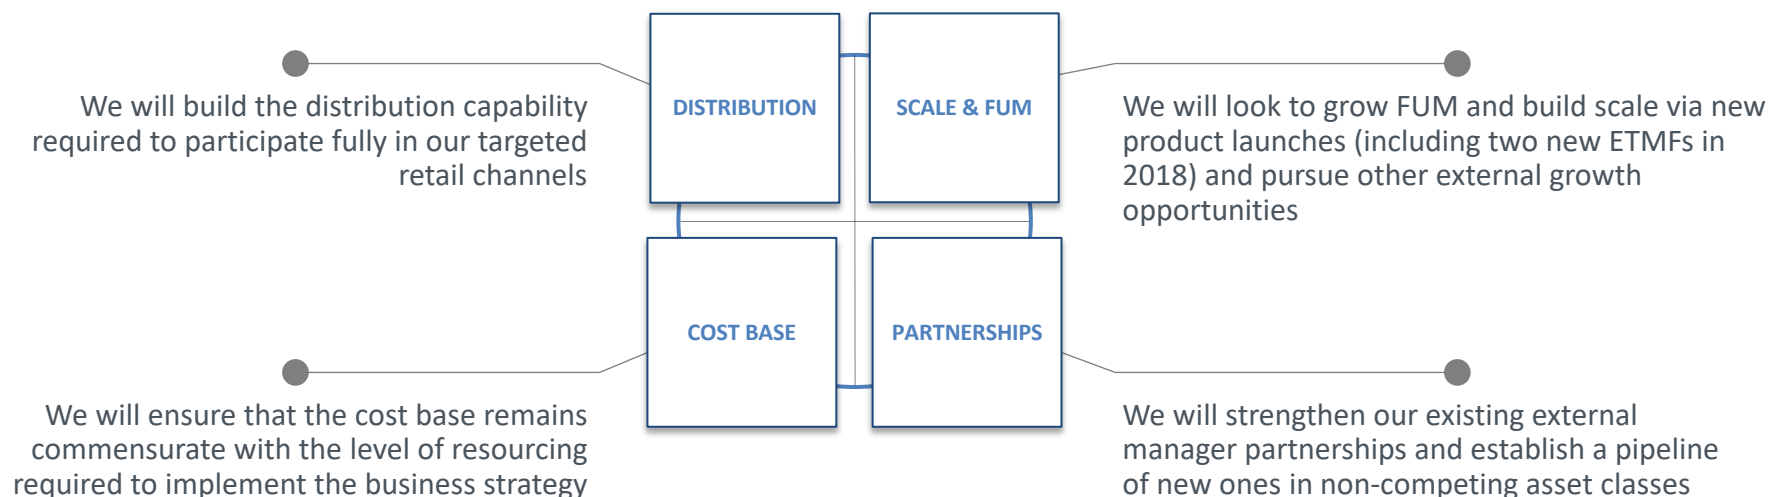 DISTRIBUTION
We will build the distribution capability
required to participate fully in our targeted
retail channels
SCALE & FUM
We will look to grow FUM and build scale via new
product launches (including two new ETMFs in
2018) and pursue other external growth
opportunities
COST BASE
We will ensure that the cost base remains
commensurate with the level of resourcing
required to implement the business strategy
PARTNERSHIPS
We will strengthen our existing external
manager partnerships and establish a pipeline
of new ones in non-competing asset classes